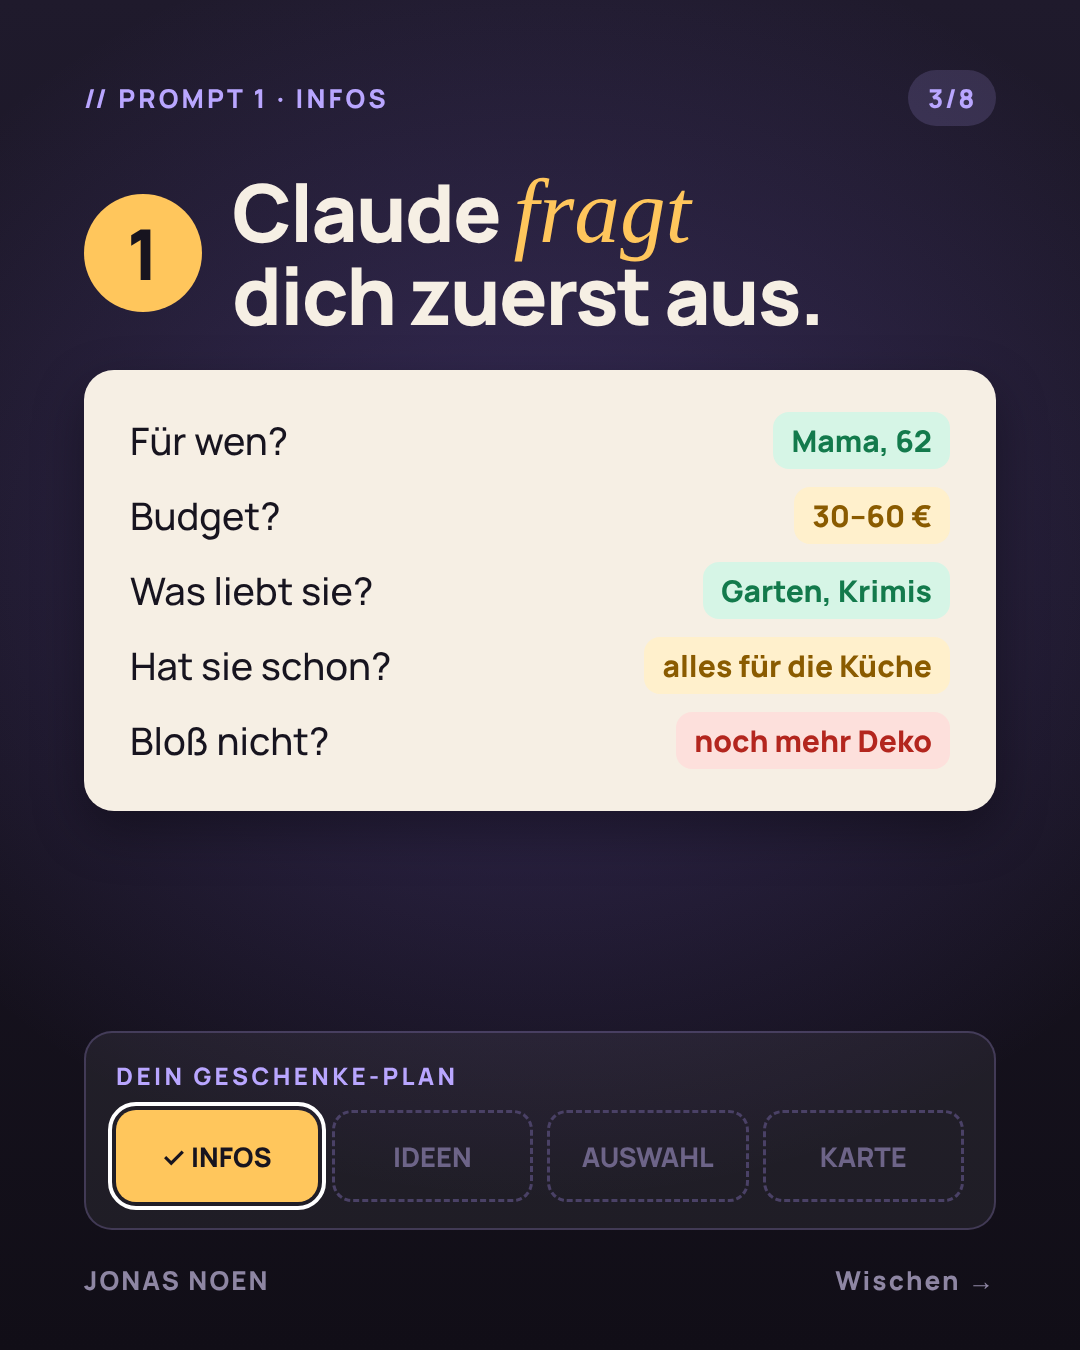 // PROMPT 1 · INFOS
3/8
1
Claude fragt
dich zuerst aus.
Für wen? Mama, 62
Budget? 30–60 €
Was liebt sie? Garten, Krimis
Hat sie schon? alles für die Küche
Bloß nicht? noch mehr Deko
DEIN GESCHENKE-PLAN
✓ INFOS IDEEN AUSWAHL KARTE
JONAS NOEN
Wischen →